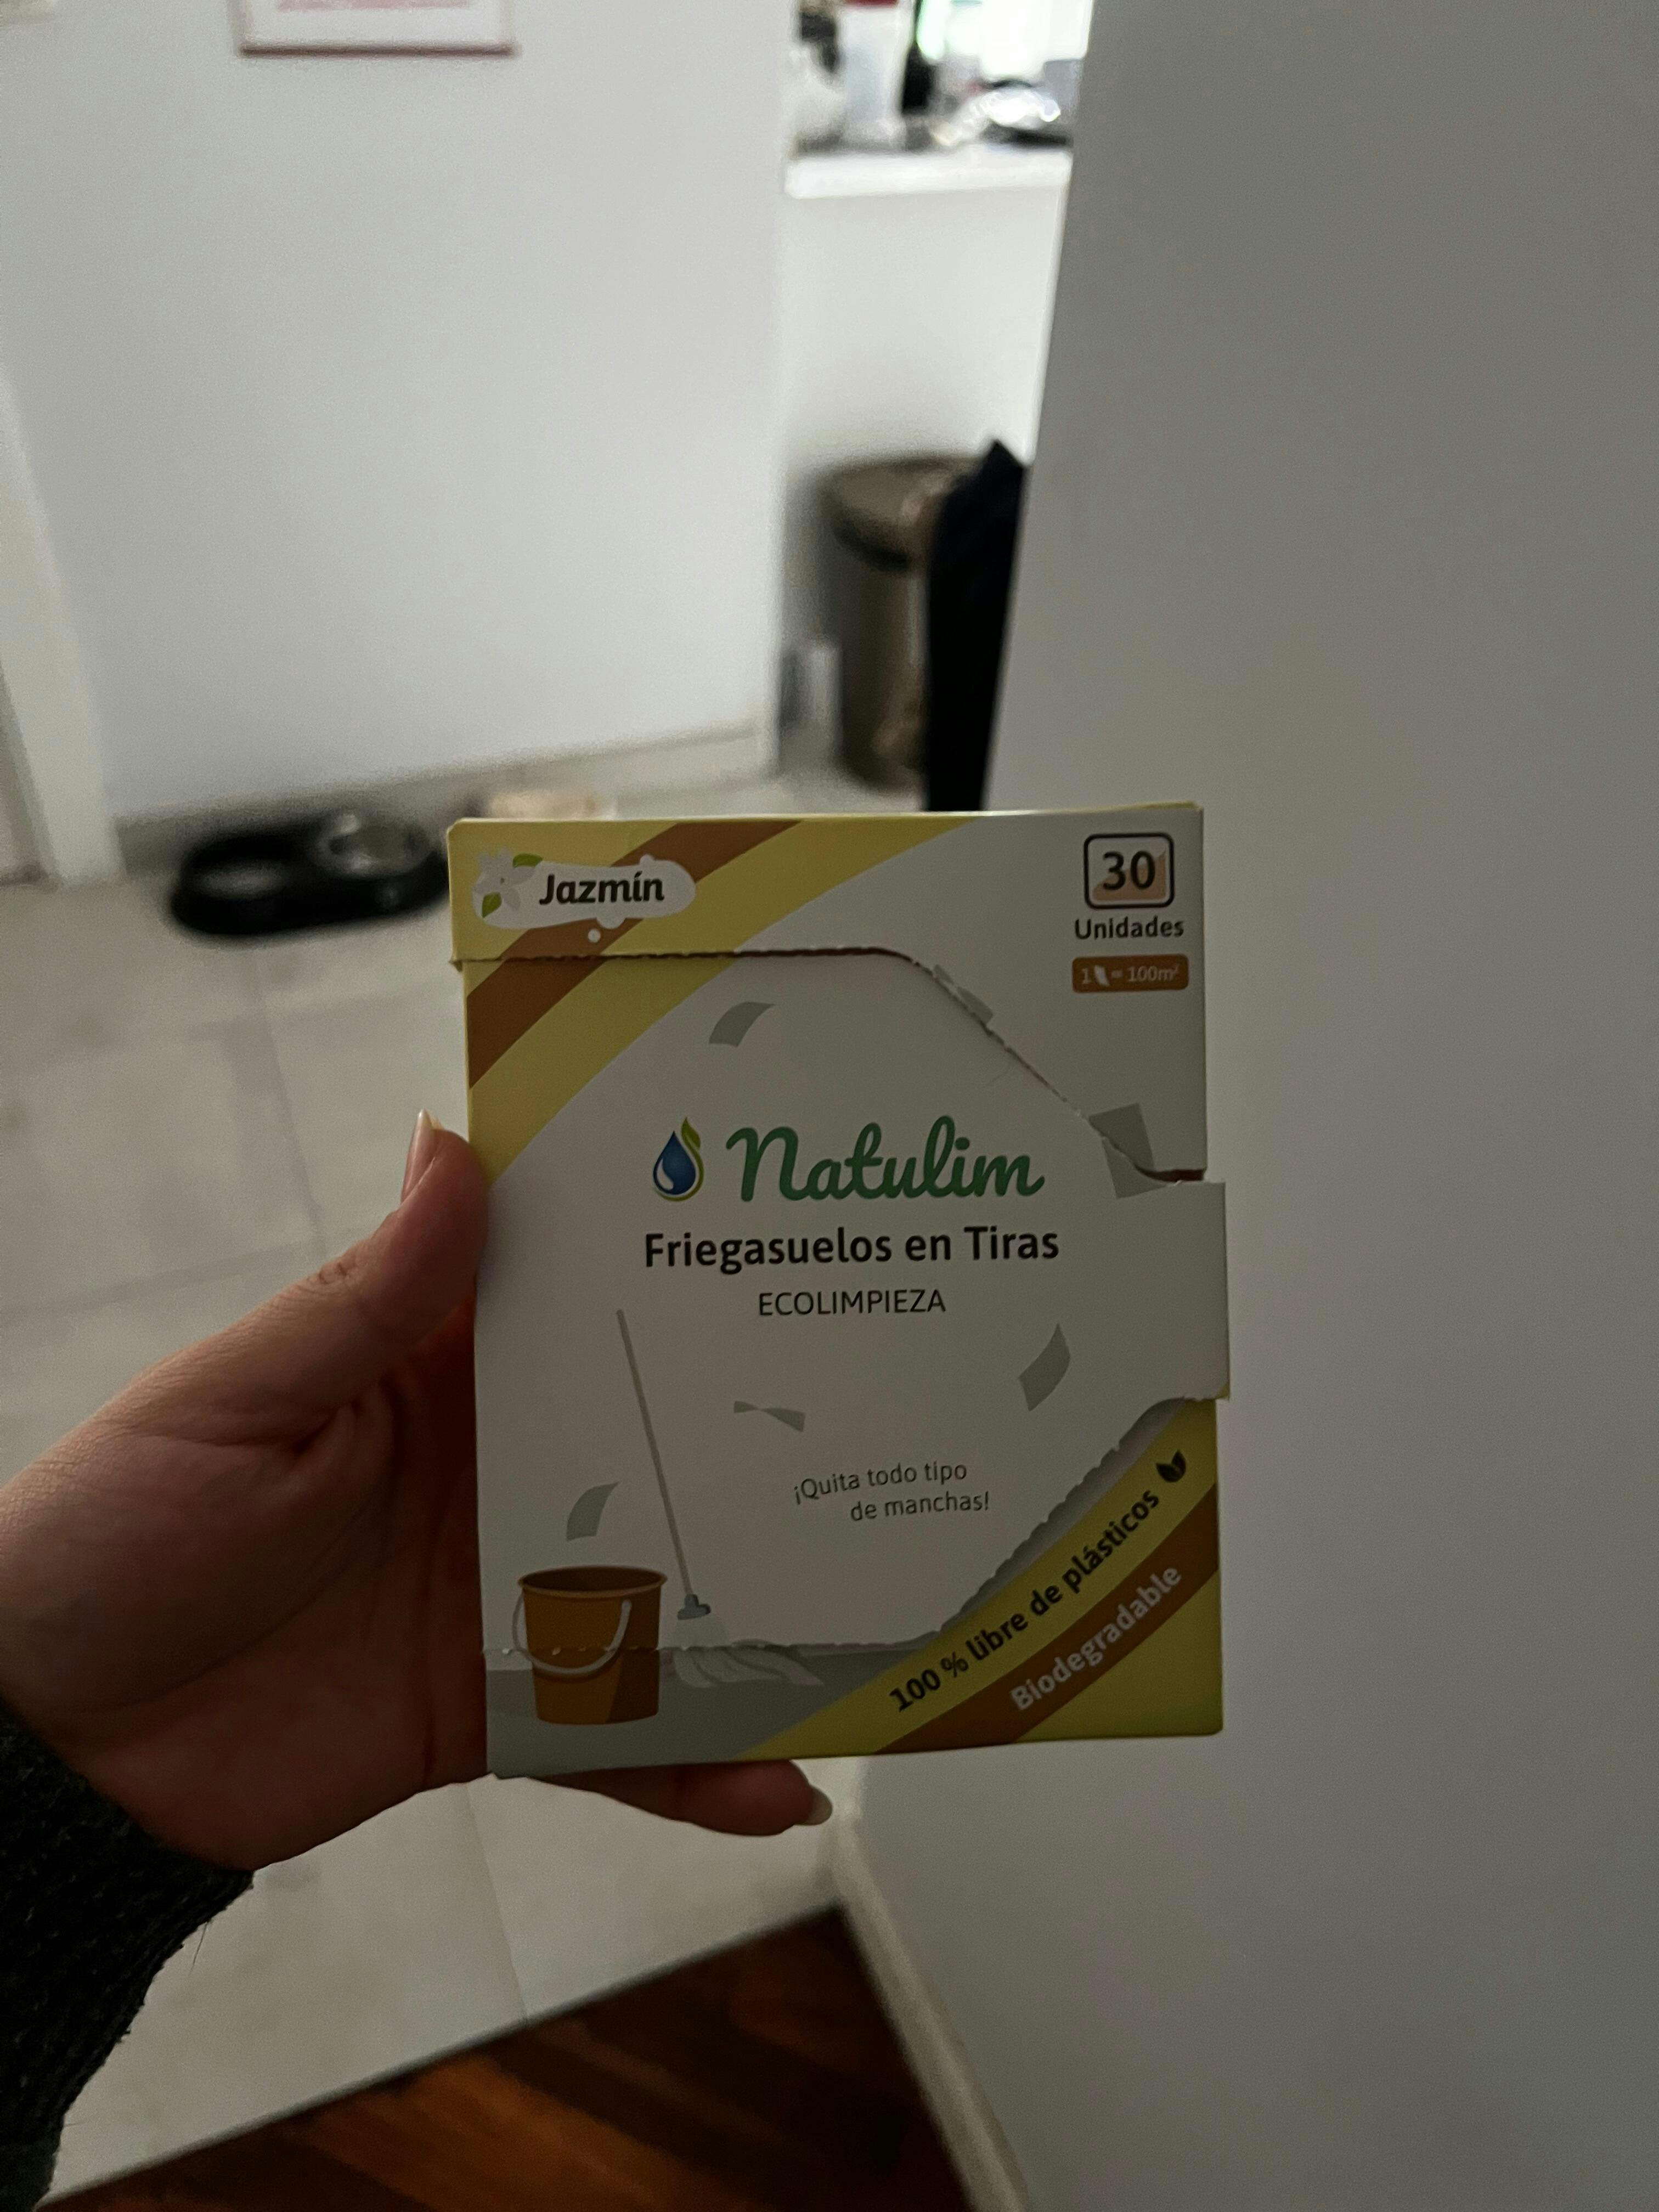 Jazmín
30
Unidades
1 = 100m²
Natulim
Friegasuelos en Tiras
ECOLIMPIEZA
¡Quita todo tipo
de manchas!
100 % libre de plásticos
Biodegradable